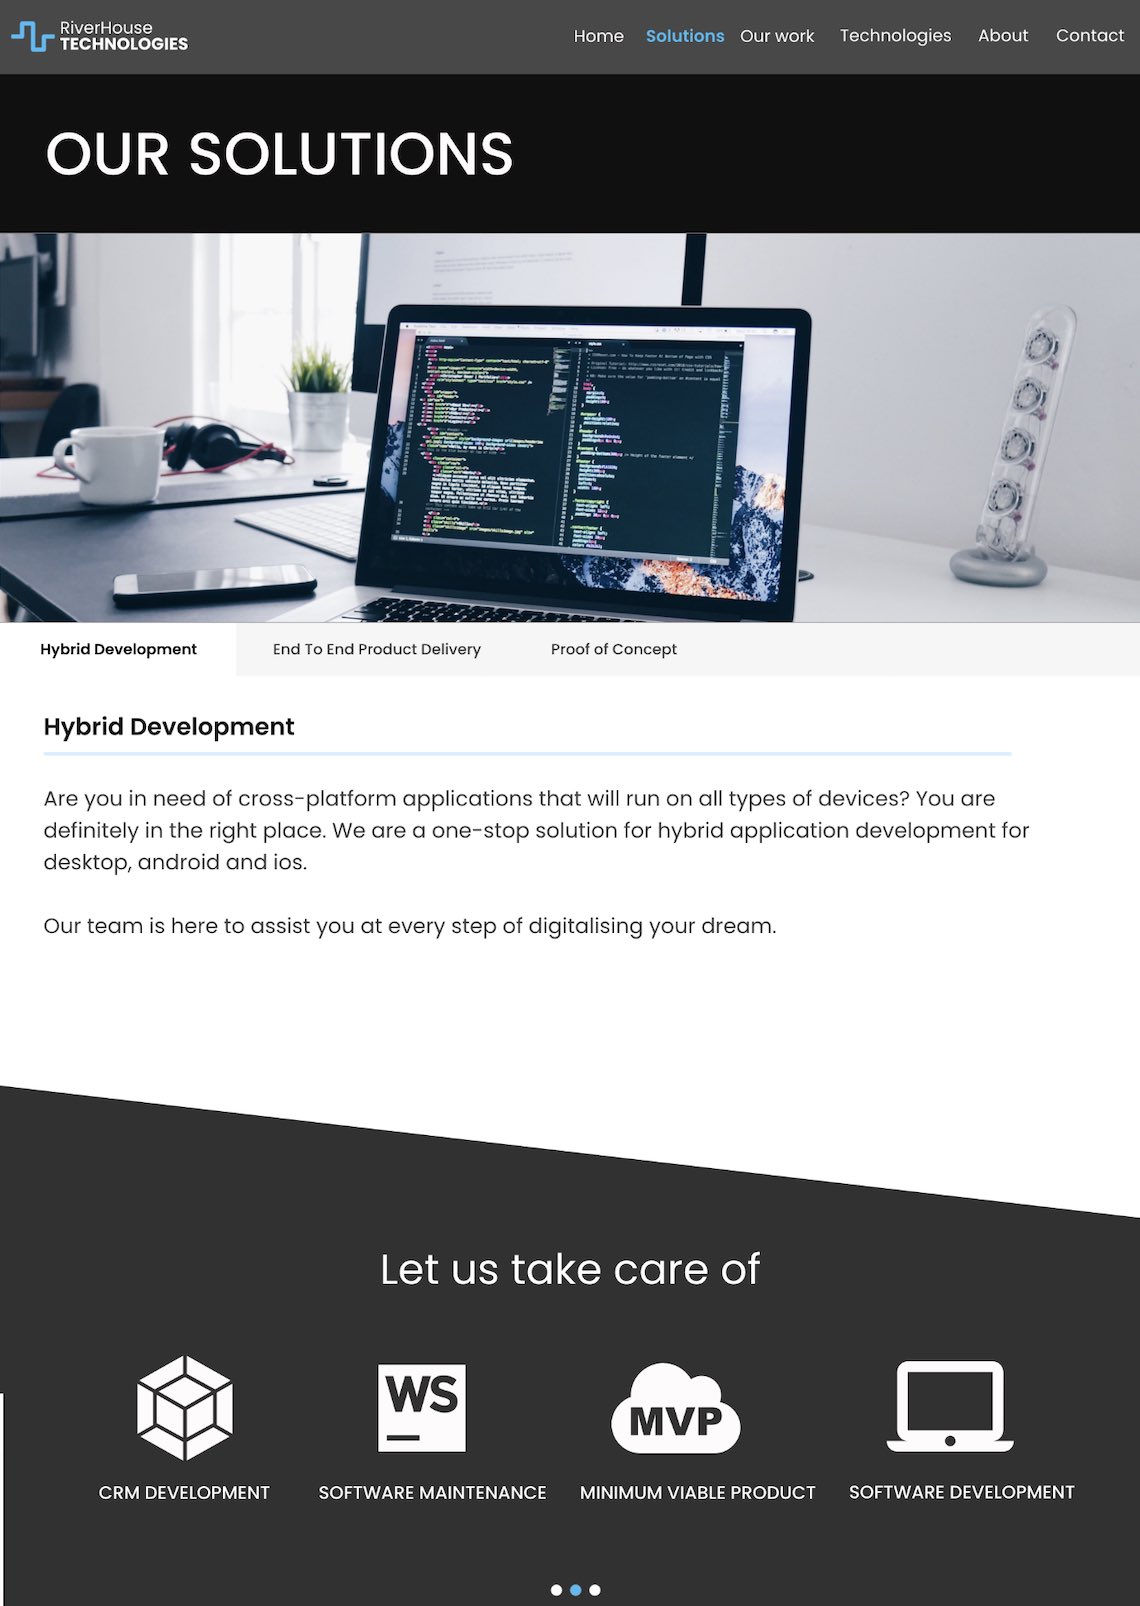 RiverHouse
TECHNOLOGIES
Home Solutions Our work Technologies About Contact
OUR SOLUTIONS
Hybrid Development End To End Product Delivery Proof of Concept
Hybrid Development
Are you in need of cross-platform applications that will run on all types of devices? You are
definitely in the right place. We are a one-stop solution for hybrid application development for
desktop, android and ios.
Our team is here to assist you at every step of digitalising your dream.
Let us take care of
WS
MVP
CRM DEVELOPMENT SOFTWARE MAINTENANCE MINIMUM VIABLE PRODUCT SOFTWARE DEVELOPMENT